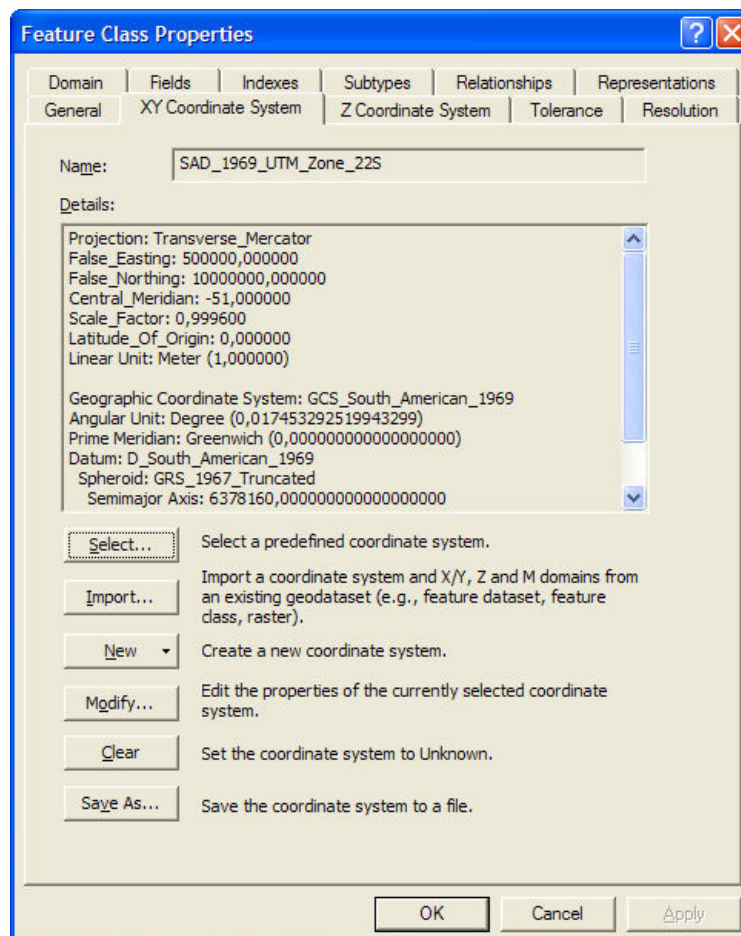 Feature Class Properties
Domain Fields Indexes Subtypes Relationships Representations
General XY Coordinate System Z Coordinate System Tolerance Resolution
Name: SAD_1969_UTM_Zone_22S
Details:
Projection: Transverse_Mercator
False_Easting: 500000,000000
False_Northing: 10000000,000000
Central_Meridian: -51,000000
Scale_Factor: 0,999600
Latitude_Of_Origin: 0,000000
Linear Unit: Meter (1,000000)
Geographic Coordinate System: GCS_South_American_1969
Angular Unit: Degree (0,017453292519943299)
Prime Meridian: Greenwich (0,000000000000000000)
Datum: D_South_American_1969
Spheroid: GRS_1967_Truncated
Semimajor Axis: 6378160,000000000000000000
Select... Select a predefined coordinate system.
Import... Import a coordinate system and X/Y, Z and M domains from
an existing geodataset (e.g., feature dataset, feature
class, raster).
New Create a new coordinate system.
Modify... Edit the properties of the currently selected coordinate
system.
Clear Set the coordinate system to Unknown.
Save As... Save the coordinate system to a file.
OK Cancel Apply